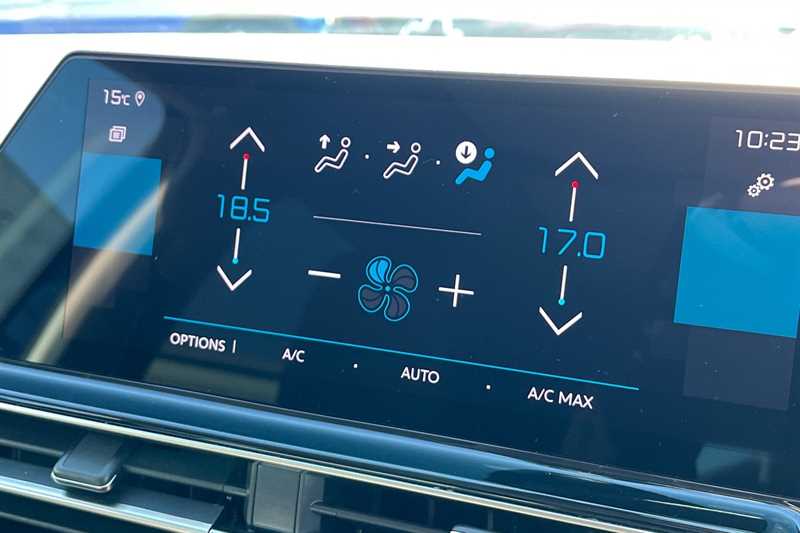 15°C
10:23
18.5
17.0
OPTIONS
A/C
AUTO
A/C MAX